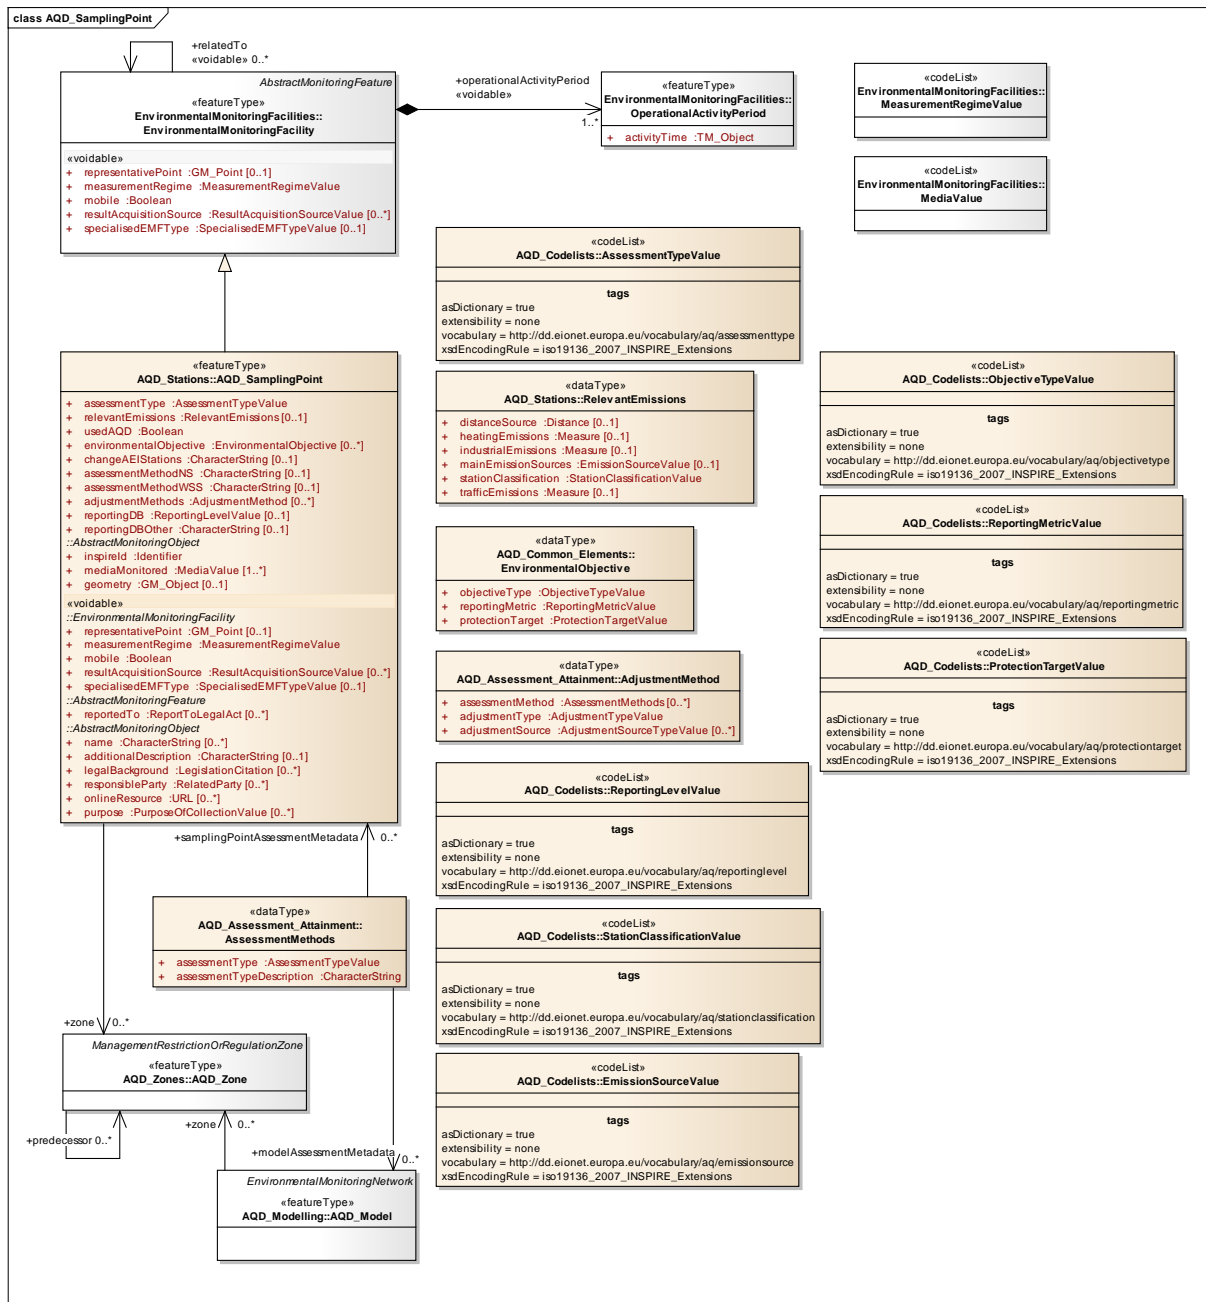 class AQD_SamplingPoint
+relatedTo
«voidable» 0..*
AbstractMonitoringFeature
«featureType»
EnvironmentalMonitoringFacilities::
EnvironmentalMonitoringFacility
«voidable»
+ representativePoint :GM_Point [0..1]
+ measurementRegime :MeasurementRegimeValue
+ mobile :Boolean
+ resultAcquisitionSource :ResultAcquisitionSourceValue [0..*]
+ specialisedEMFType :SpecialisedEMFTypeValue [0..1]
+operationalActivityPeriod
«voidable»
1..*
«featureType»
EnvironmentalMonitoringFacilities::
OperationalActivityPeriod
+ activityTime :TM_Object
«codeList»
EnvironmentalMonitoringFacilities::
MeasurementRegimeValue
«codeList»
EnvironmentalMonitoringFacilities::
MediaValue
«codeList»
AQD_Codelists::AssessmentTypeValue
tags
asDictionary = true
extensibility = none
vocabulary = http://dd.eionet.europa.eu/vocabulary/aq/assessmenttype
xsdEncodingRule = iso19136_2007_INSPIRE_Extensions
«featureType»
AQD_Stations::AQD_SamplingPoint
+ assessmentType :AssessmentTypeValue
+ relevantEmissions :RelevantEmissions [0..1]
+ usedAQD :Boolean
+ environmentalObjective :EnvironmentalObjective [0..*]
+ changeAEIStations :CharacterString [0..1]
+ assessmentMethodNS :CharacterString [0..1]
+ assessmentMethodWSS :CharacterString [0..1]
+ adjustmentMethods :AdjustmentMethod [0..*]
+ reportingDB :ReportingLevelValue [0..1]
+ reportingDBOther :CharacterString [0..1]
::AbstractMonitoringObject
+ inspireId :Identifier
+ mediaMonitored :MediaValue [1..*]
+ geometry :GM_Object [0..1]
«voidable»
::EnvironmentalMonitoringFacility
+ representativePoint :GM_Point [0..1]
+ measurementRegime :MeasurementRegimeValue
+ mobile :Boolean
+ resultAcquisitionSource :ResultAcquisitionSourceValue [0..*]
+ specialisedEMFType :SpecialisedEMFTypeValue [0..1]
::AbstractMonitoringFeature
+ reportedTo :ReportToLegalAct [0..*]
::AbstractMonitoringObject
+ name :CharacterString [0..*]
+ additionalDescription :CharacterString [0..1]
+ legalBackground :LegislationCitation [0..*]
+ responsibleParty :RelatedParty [0..*]
+ onlineResource :URL [0..*]
+ purpose :PurposeOfCollectionValue [0..*]
«dataType»
AQD_Stations::RelevantEmissions
+ distanceSource :Distance [0..1]
+ heatingEmissions :Measure [0..1]
+ industrialEmissions :Measure [0..1]
+ mainEmissionSources :EmissionSourceValue [0..1]
+ stationClassification :StationClassificationValue
+ trafficEmissions :Measure [0..1]
«codeList»
AQD_Codelists::ObjectiveTypeValue
tags
asDictionary = true
extensibility = none
vocabulary = http://dd.eionet.europa.eu/vocabulary/aq/objectivetype
xsdEncodingRule = iso19136_2007_INSPIRE_Extensions
«codeList»
AQD_Codelists::ReportingMetricValue
tags
asDictionary = true
extensibility = none
vocabulary = http://dd.eionet.europa.eu/vocabulary/aq/reportingmetric
xsdEncodingRule = iso19136_2007_INSPIRE_Extensions
«dataType»
AQD_Common_Elements::
EnvironmentalObjective
+ objectiveType :ObjectiveTypeValue
+ reportingMetric :ReportingMetricValue
+ protectionTarget :ProtectionTargetValue
«codeList»
AQD_Codelists::ProtectionTargetValue
tags
asDictionary = true
extensibility = none
vocabulary = http://dd.eionet.europa.eu/vocabulary/aq/protectiontarget
xsdEncodingRule = iso19136_2007_INSPIRE_Extensions
«dataType»
AQD_Assessment_Attainment::AdjustmentMethod
+ assessmentMethod :AssessmentMethods [0..*]
+ adjustmentType :AdjustmentTypeValue
+ adjustmentSource :AdjustmentSourceTypeValue [0..*]
«codeList»
AQD_Codelists::ReportingLevelValue
tags
asDictionary = true
extensibility = none
vocabulary = http://dd.eionet.europa.eu/vocabulary/aq/reportinglevel
xsdEncodingRule = iso19136_2007_INSPIRE_Extensions
+samplingPointAssessmentMetadata 0..*
«dataType»
AQD_Assessment_Attainment::
AssessmentMethods
+ assessmentType :AssessmentTypeValue
+ assessmentTypeDescription :CharacterString
«codeList»
AQD_Codelists::StationClassificationValue
tags
asDictionary = true
extensibility = none
vocabulary = http://dd.eionet.europa.eu/vocabulary/aq/stationclassification
xsdEncodingRule = iso19136_2007_INSPIRE_Extensions
+zone 0..*
ManagementRestrictionOrRegulationZone
«featureType»
AQD_Zones::AQD_Zone
+predecessor 0..*
+zone 0..*
+modelAssessmentMetadata
0..*
«codeList»
AQD_Codelists::EmissionSourceValue
tags
asDictionary = true
extensibility = none
vocabulary = http://dd.eionet.europa.eu/vocabulary/aq/emissionsource
xsdEncodingRule = iso19136_2007_INSPIRE_Extensions
EnvironmentalMonitoringNetwork
«featureType»
AQD_Modelling::AQD_Model